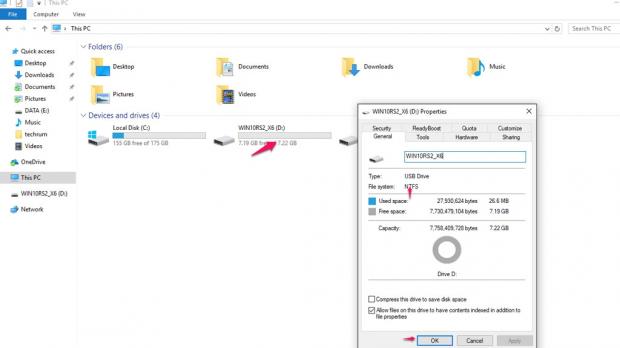 This PC
File
Computer
View
This PC
Search This PC
Quick access
Desktop
Downloads
Documents
Pictures
DATA (E:)
Music
techrum
Videos
OneDrive
This PC
WIN10RS2_X6 (D:)
Network
Folders (6)
Desktop
Documents
Downloads
Music
Pictures
Videos
Devices and drives (4)
Local Disk (C:)
155 GB free of 175 GB
WIN10RS2_X6 (D:)
7.19 GB free of 7.22 GB
WIN10RS2_X6 (D:) Properties
Security ReadyBoost Quota Customize
General Tools Hardware Sharing
WIN10RS2_X6
Type: USB Drive
File system: NTFS
Used space: 27,930,624 bytes 26.6 MB
Free space: 7,730,479,104 bytes 7.19 GB
Capacity: 7,758,409,728 bytes 7.22 GB
Drive D:
Compress this drive to save disk space
Allow files on this drive to have contents indexed in addition to
file properties
OK Cancel Apply